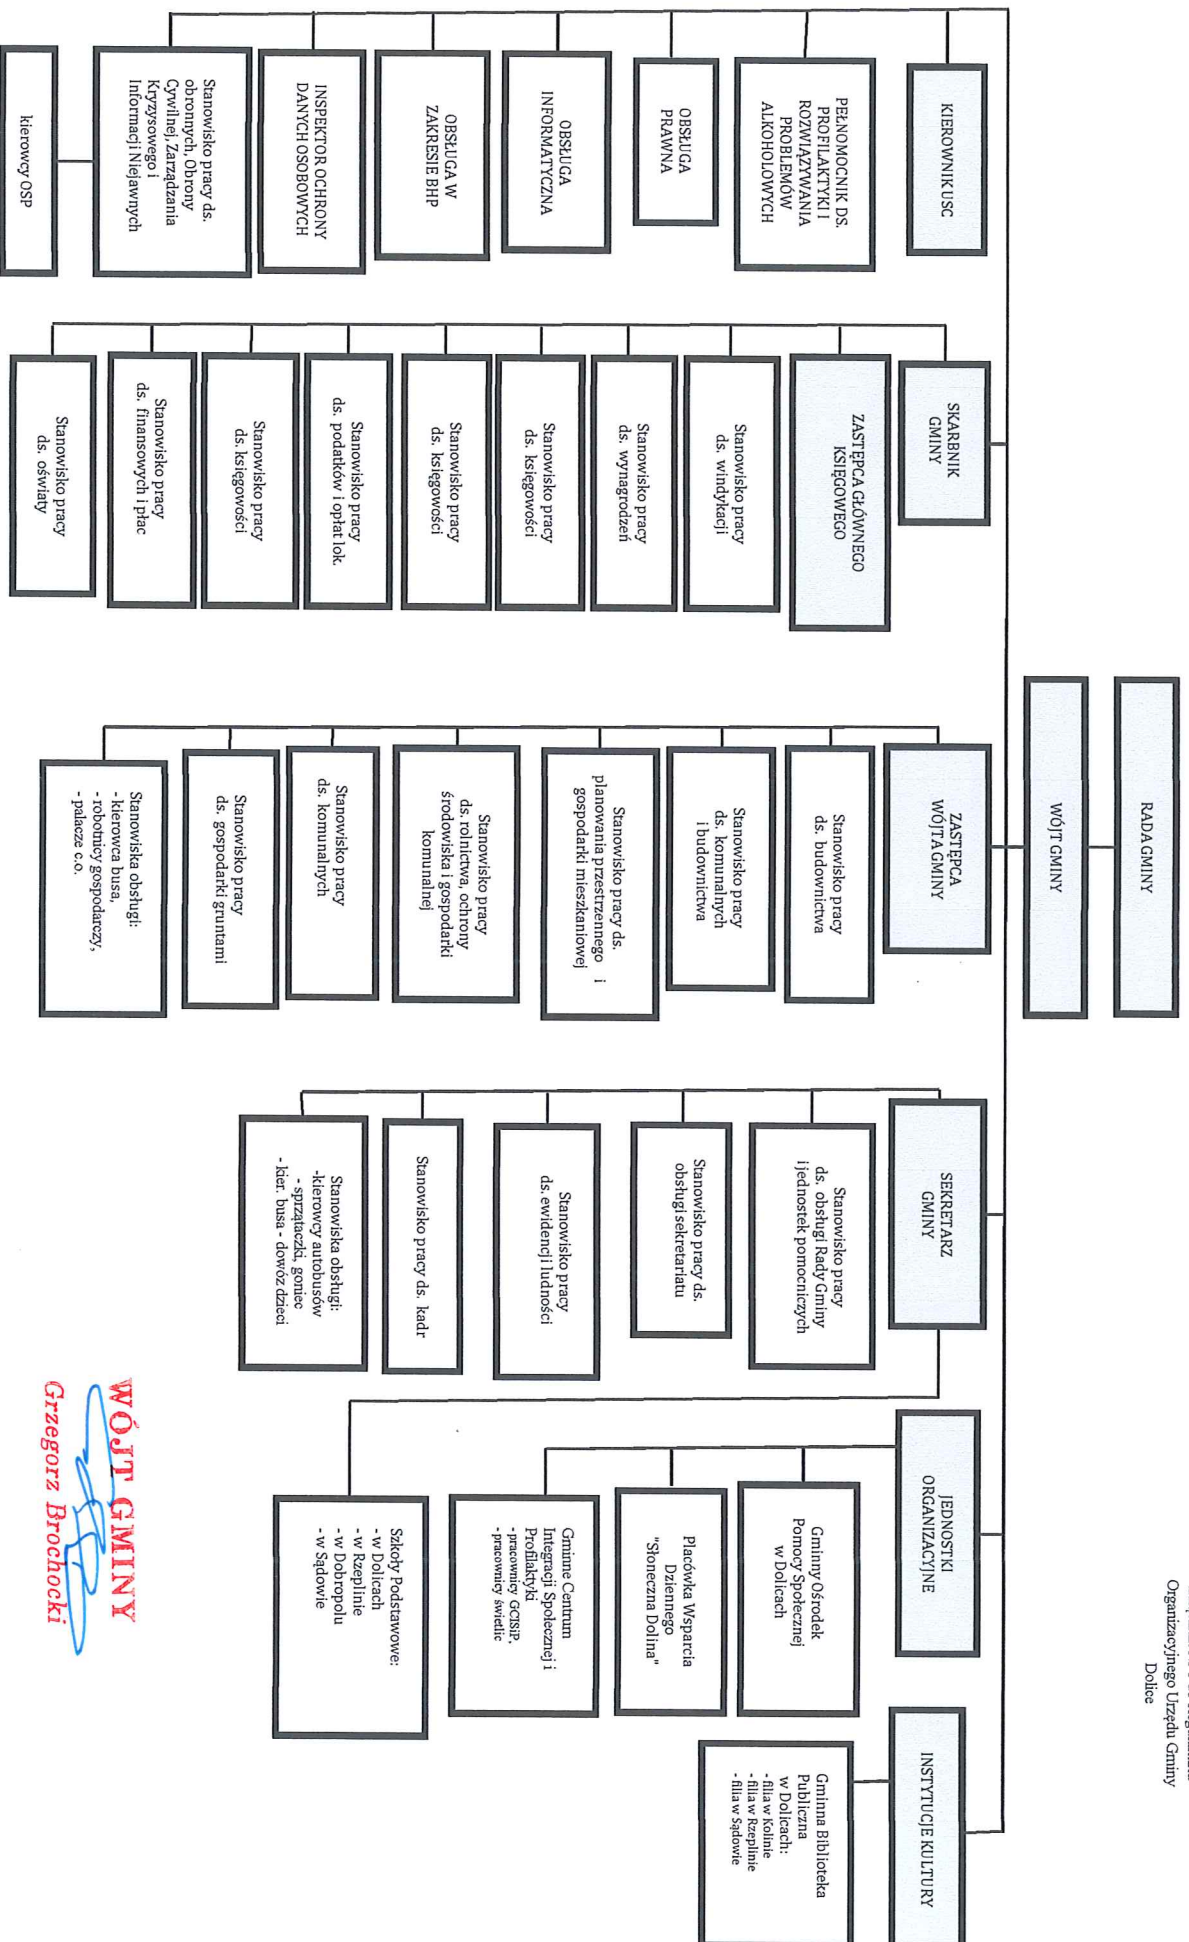 Organizacyjnego Urzędu Gminy
Dolice
RADA GMINY
WÓJT GMINY
KIEROWNIK USC
PEŁNOMOCNIK DS.
PROFILAKTYKI I
ROZWIĄZYWANIA
PROBLEMÓW
ALKOHOLOWYCH
OBSŁUGA
PRAWNA
OBSŁUGA
INFORMATYCZNA
OBSŁUGA W
ZAKRESIE BHP
INSPEKTOR OCHRONY
DANYCH OSOBOWYCH
Stanowisko pracy ds.
obronnych, Obrony
Cywilnej, Zarządzania
Kryzysowego i
Informacji Niejawnych
kierowcy OSP
SKARBNIK
GMINY
ZASTĘPCA GŁÓWNEGO
KSIĘGOWEGO
Stanowisko pracy
ds. windykacji
Stanowisko pracy
ds. wynagrodzeń
Stanowisko pracy
ds. księgowości
Stanowisko pracy
ds. księgowości
Stanowisko pracy
ds. podatków i opłat lok.
Stanowisko pracy
ds. księgowości
Stanowisko pracy
ds. finansowych i płac
Stanowisko pracy
ds. oświaty
ZASTĘPCA
WÓJTA GMINY
Stanowisko pracy
ds. budownictwa
Stanowisko pracy
ds. komunalnych
i budownictwa
Stanowisko pracy ds.
planowania przestrzennego i
gospodarki mieszkaniowej
Stanowisko pracy
ds. rolnictwa, ochrony
środowiska i gospodarki
komunalnej
Stanowisko pracy
ds. komunalnych
Stanowisko pracy
ds. gospodarki gruntami
Stanowiska obsługi:
- kierowca busa,
- robotnicy gospodarczy,
- palacze c.o.
SEKRETARZ
GMINY
Stanowisko pracy
ds. obsługi Rady Gminy
i jednostek pomocniczych
Stanowisko pracy ds.
obsługi sekretariatu
Stanowisko pracy
ds. ewidencji ludności
Stanowisko pracy ds. kadr
Stanowiska obsługi:
-kierowcy autobusów
- sprzątaczki, goniec
- kier. busa - dowóz dzieci
JEDNOSTKI
ORGANIZACYJNE
Gminny Ośrodek
Pomocy Społecznej
w Dolicach
Placówka Wsparcia
Dziennego
"Słoneczna Dolina"
Gminne Centrum
Integracji Społecznej i
Profilaktyki
-pracownicy GCISiP,
-pracownicy świetlic
Szkoły Podstawowe:
- w Dolicach
- w Rzeplinie
- w Dobropolu
- w Sądowie
INSTYTUCJE KULTURY
Gminna Biblioteka
Publiczna
w Dolicach:
- filia w Kolinie
- filia w Rzeplinie
- filia w Sądowie
WÓJT GMINY
Grzegorz Brochocki